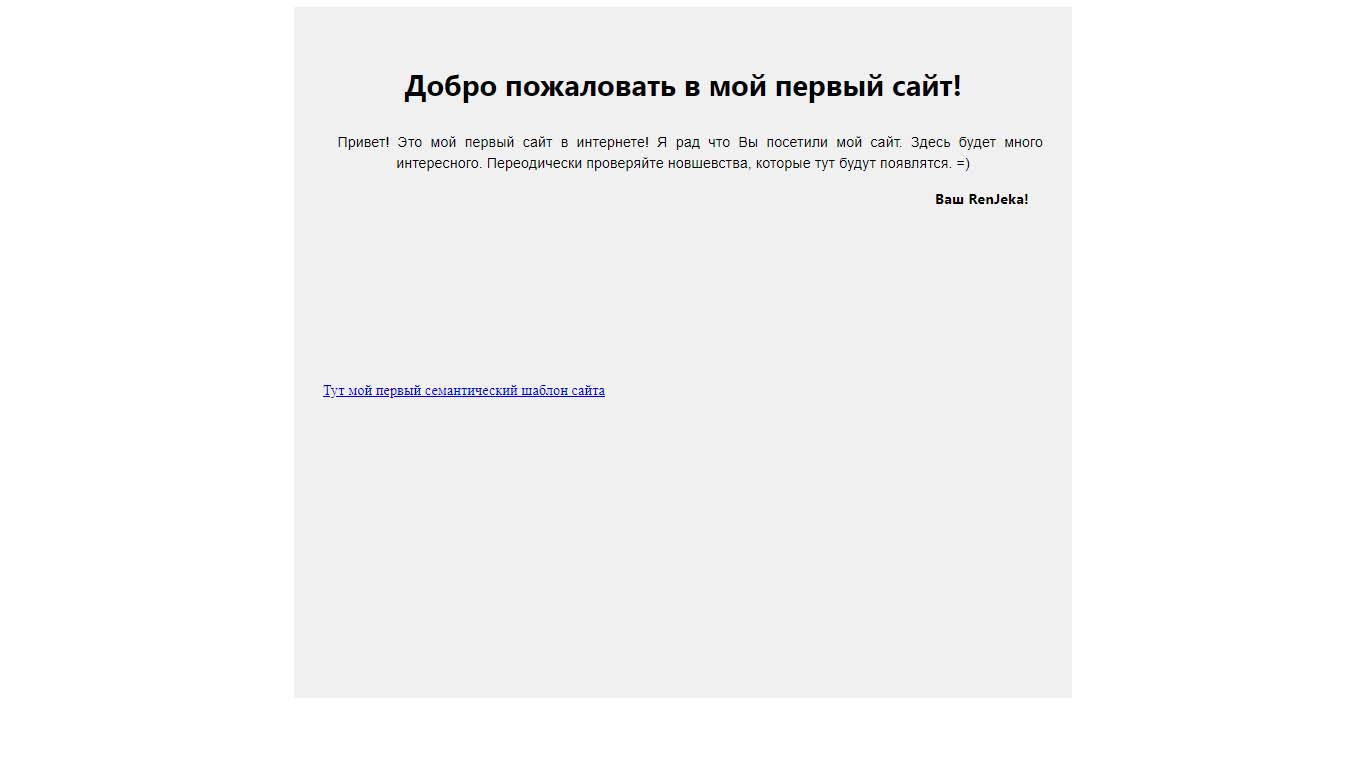 Добро пожаловать в мой первый сайт!
Привет! Это мой первый сайт в интернете! Я рад что Вы посетили мой сайт. Здесь будет много
интересного. Переодически проверяйте новшевства, которые тут будут появлятся. =)
Ваш RenJeka!
Тут мой первый семантический шаблон сайта